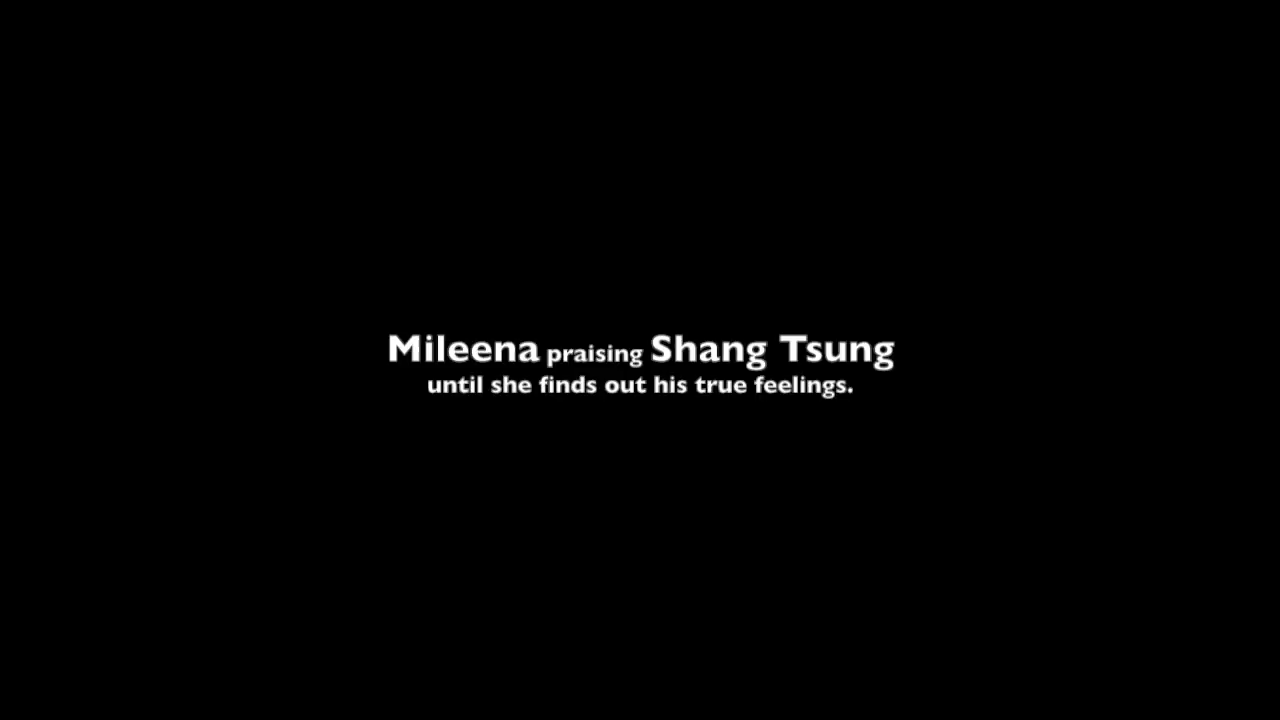 Mileena praising Shang Tsung
until she finds out his true feelings.